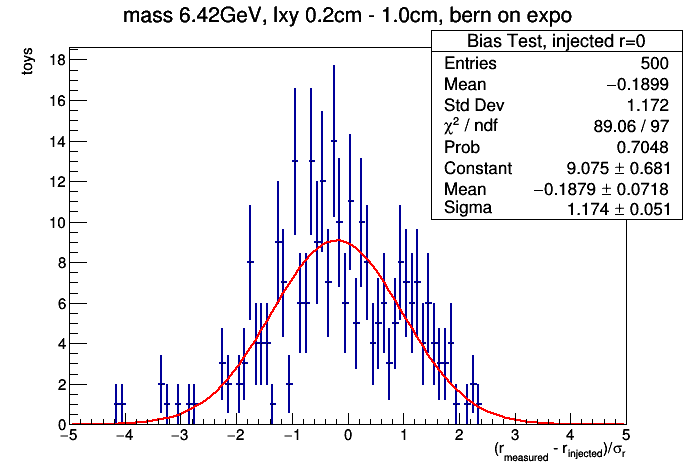 mass 6.42GeV, lxy 0.2cm - 1.0cm, bern on expo
Bias Test, injected r=0
Entries 500
Mean −0.1899
Std Dev 1.172
χ² / ndf 89.06 / 97
Prob 0.7048
Constant 9.075 ± 0.681
Mean −0.1879 ± 0.0718
Sigma 1.174 ± 0.051
toys
18
16
14
12
10
8
6
4
2
0
−5 −4 −3 −2 −1 0 1 2 3 4 5
(r_measured - r_injected)/σ_r